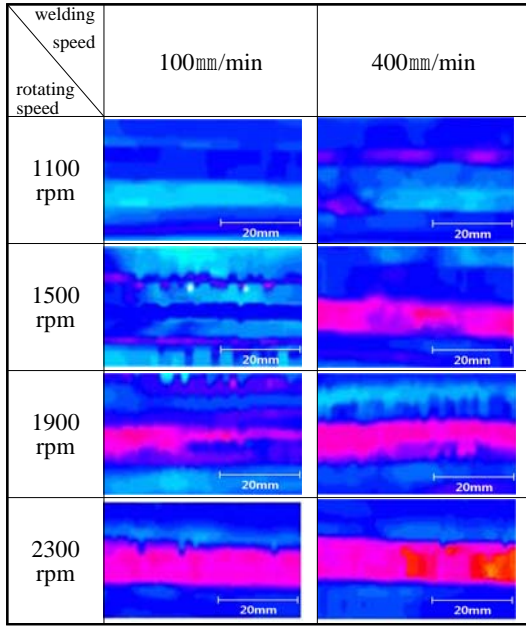 welding
speed
rotating
speed
100㎜/min
400㎜/min
1100
rpm
20mm
20mm
1500
rpm
20mm
20mm
1900
rpm
20mm
20mm
2300
rpm
20mm
20mm